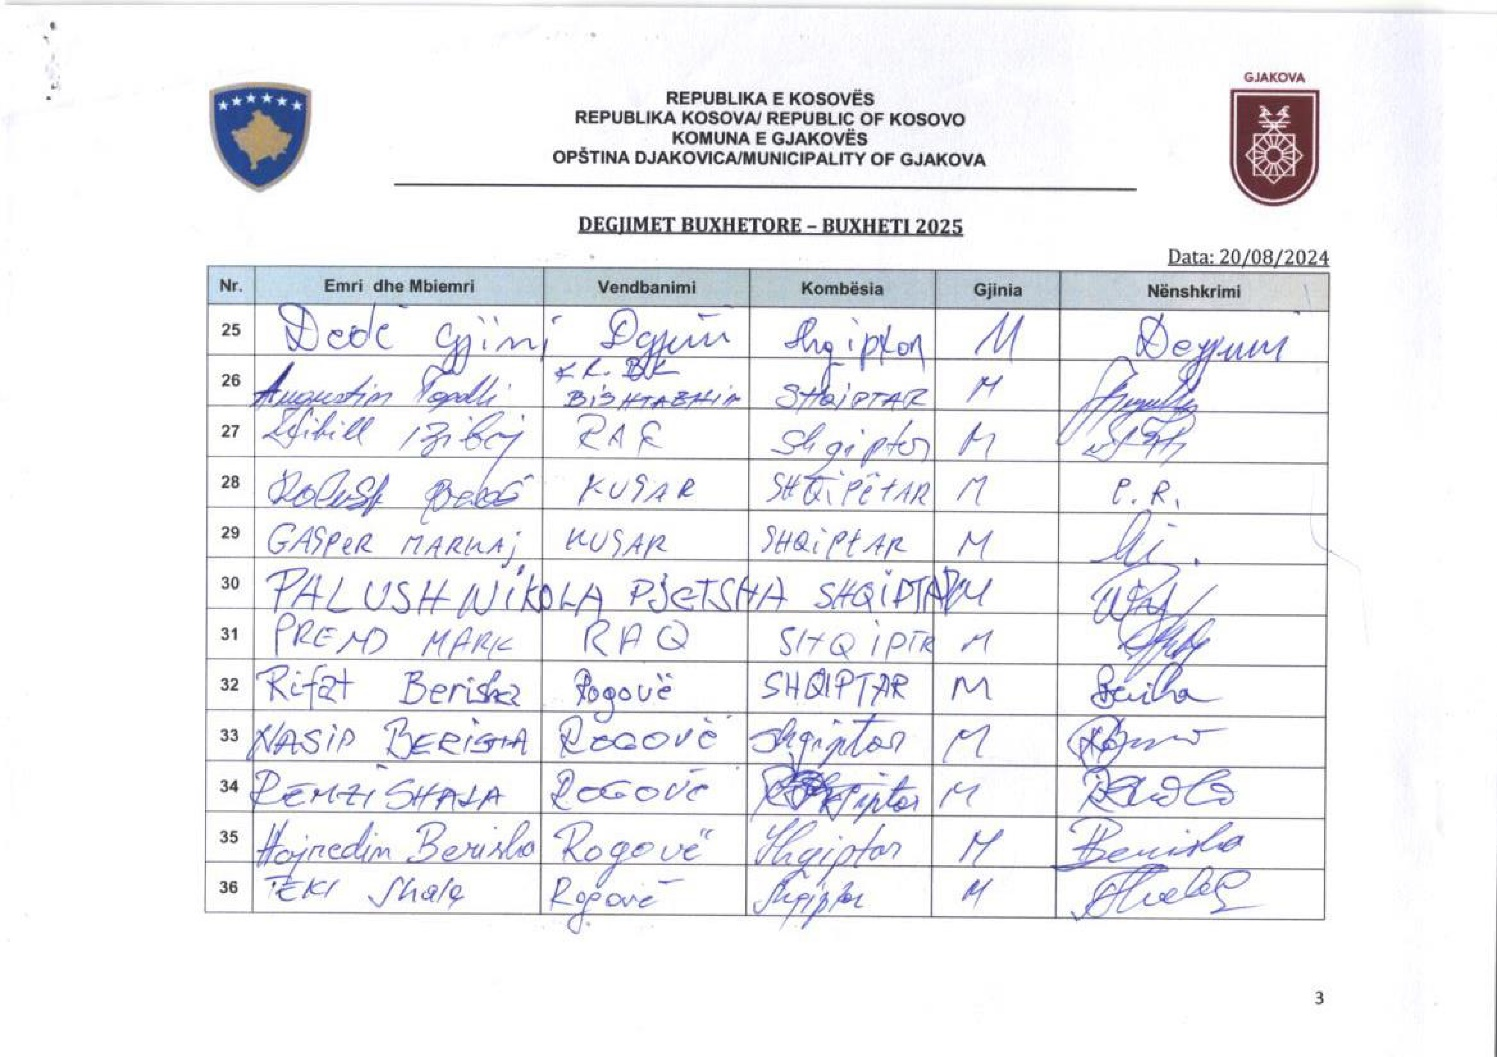 GJAKOVA
REPUBLIKA E KOSOVËS
REPUBLIKA KOSOVA/ REPUBLIC OF KOSOVO
KOMUNA E GJAKOVËS
OPŠTINA DJAKOVICA/MUNICIPALITY OF GJAKOVA
DEGJIMET BUXHETORE – BUXHETI 2025
Data: 20/08/2024
Nr. Emri dhe Mbiemri Vendbanimi Kombësia Gjinia Nënshkrimi
25 Dedë Gjini Shqiptar M
26 Augustin BISHTAZHIN SHQIPTAR M
27 RAQ Shqiptar M
28 KUSAR SHQIPËTAR M P.R.
29 GASPER MARKAJ KUSAR SHQIPTAR M
30 PALUSH NIKOLA PJETSHA SHQIPTAR M
31 PREND MARK RAQ SHQIPTR M
32 Rifat Berisha Rogovë SHQIPTAR M
33 NASIP BERISHA ROGOVË Shqiptar M
34 REMZI SHALA ROGOVË Shqiptar M
35 Hajredin Berisha Rogovë Shqiptar M Berisha
36 TEKI Shala Rogovë Shqiptar M
3